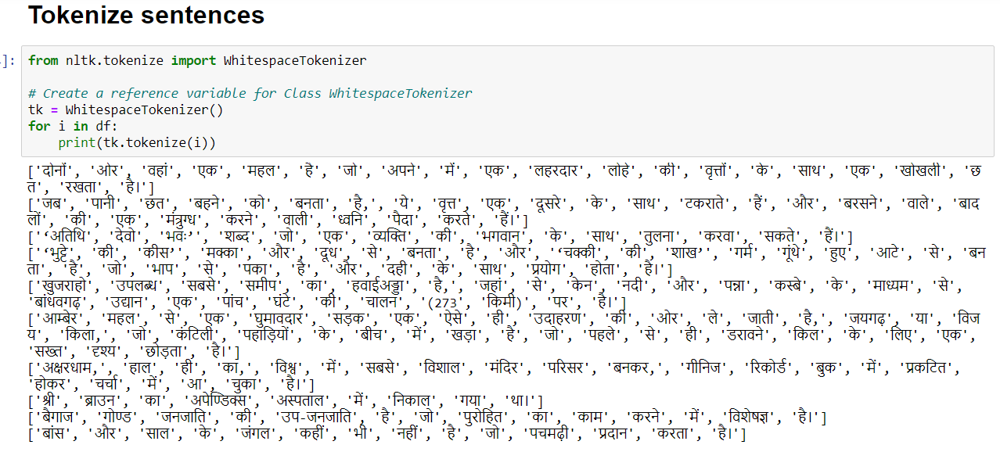 Tokenize sentences
]:
from nltk.tokenize import WhitespaceTokenizer
# Create a reference variable for Class WhitespaceTokenizer
tk = WhitespaceTokenizer()
for i in df:
    print(tk.tokenize(i))
['दोनों', 'ओर', 'वहां', 'एक', 'महल', 'है', 'जो', 'अपने', 'में', 'एक', 'लहरदार', 'लोहे', 'की', 'वृत्तों', 'के', 'साथ', 'एक', 'खोखली', 'छ
त', 'रखता', 'है।']
['जब', 'पानी', 'छत', 'बहने', 'को', 'बनता', 'है,', 'ये', 'वृत्त', 'एक', 'दूसरे', 'के', 'साथ', 'टकराते', 'हैं', 'और', 'बरसने', 'वाले', 'बाद
लों', 'की', 'एक', 'मंत्रुग्ध', 'करने', 'वाली', 'ध्वनि', 'पैदा', 'करते', 'हैं।']
['‘अतिथि', 'देवो', 'भवः’', 'शब्द', 'जो', 'एक', 'व्यक्ति', 'की', 'भगवान', 'के', 'साथ', 'तुलना', 'करवा', 'सकते', 'हैं।']
['‘भुट्टे', 'की', 'कीस’', 'मक्का', 'और', 'दूध', 'से', 'बनता', 'है', 'और', '‘चक्की', 'की', 'शाख’', 'गर्म', 'गूंथे', 'हुए', 'आटे', 'से', 'बन
ता', 'है', 'जो', 'भाप', 'से', 'पका', 'है', 'और', 'दही', 'के', 'साथ', 'प्रयोग', 'होता', 'है।']
['खुजराहो', 'उपलब्ध', 'सबसे', 'समीप', 'का', 'हवाईअड्डा', 'है,', 'जहां', 'से', 'केन', 'नदी', 'और', 'पन्ना', 'कस्बे', 'के', 'माध्यम', 'से',
'बांधवगढ़', 'उद्यान', 'एक', 'पांच', 'घंटे', 'की', 'चालन', '(273', 'किमी)', 'पर', 'है।']
['आम्बेर', 'महल', 'से', 'एक', 'घुमावदार', 'सड़क', 'एक', 'ऐसे', 'ही', 'उदाहरण', 'की', 'ओर', 'ले', 'जाती', 'है,', 'जयगढ़', 'या', 'विज
य', 'किला,', 'जो', 'कंटिली', 'पहाड़ियों', 'के', 'बीच', 'में', 'खड़ा', 'है', 'जो', 'पहले', 'से', 'ही', 'डरावने', 'किल', 'के', 'लिए', 'एक',
'सख्त', 'दृश्य', 'छोड़ता', 'है।']
['अक्षरधाम,', 'हाल', 'ही', 'का,', 'विश्व', 'में', 'सबसे', 'विशाल', 'मंदिर', 'परिसर', 'बनकर,', 'गीनिज', 'रिकोर्ड', 'बुक', 'में', 'प्रकटित',
'होकर', 'चर्चा', 'में', 'आ', 'चुका', 'है।']
['श्री', 'ब्राउन', 'का', 'अपेण्डिक्स', 'अस्पताल', 'में', 'निकाल', 'गया', 'था।']
['बैगाज', 'गोण्ड', 'जनजाति', 'की', 'उप-जनजाति', 'है', 'जो', 'पुरोहित', 'का', 'काम', 'करने', 'में', 'विशेषज्ञ', 'है।']
['बांस', 'और', 'साल', 'के', 'जंगल', 'कहीं', 'भी', 'नहीं', 'है', 'जो', 'पचमढ़ी', 'प्रदान', 'करता', 'है।']